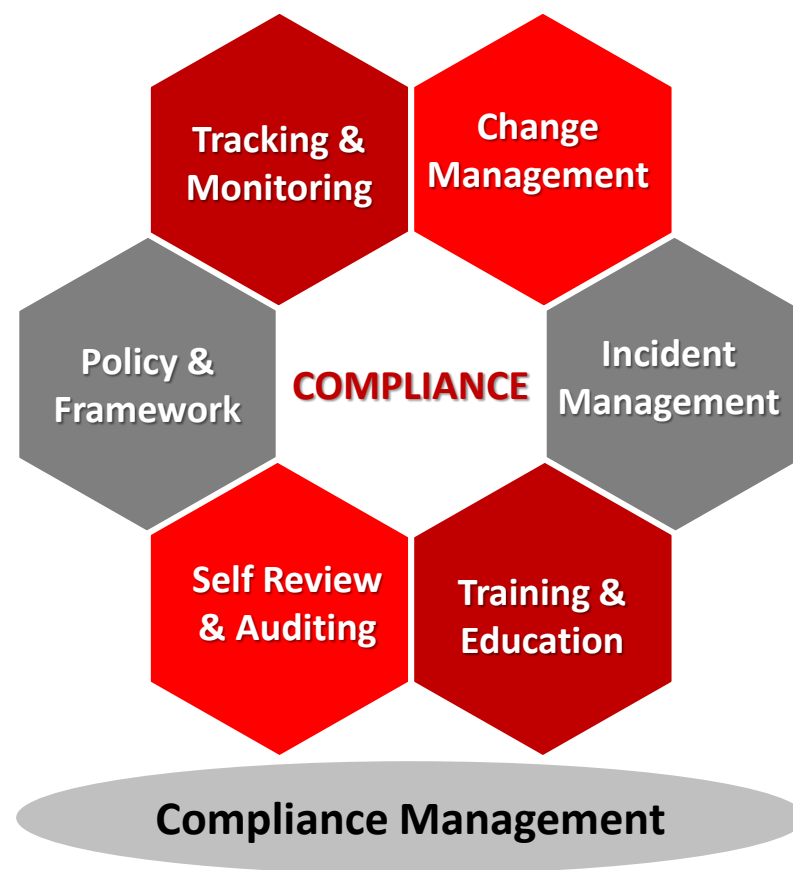 Tracking &
Monitoring
Change
Management
Policy &
Framework
COMPLIANCE
Incident
Management
Self Review
& Auditing
Training &
Education
Compliance Management